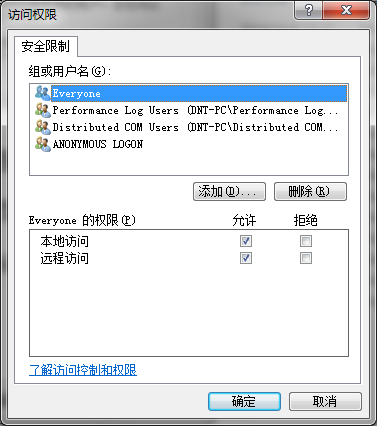 访问权限
安全限制
组或用户名(G):
Everyone
Performance Log Users (DNT-PC\Performance Log...
Distributed COM Users (DNT-PC\Distributed COM...
ANONYMOUS LOGON
添加(D)... 删除(R)
Everyone 的权限(P) 允许 拒绝
本地访问
远程访问
了解访问控制和权限
确定 取消